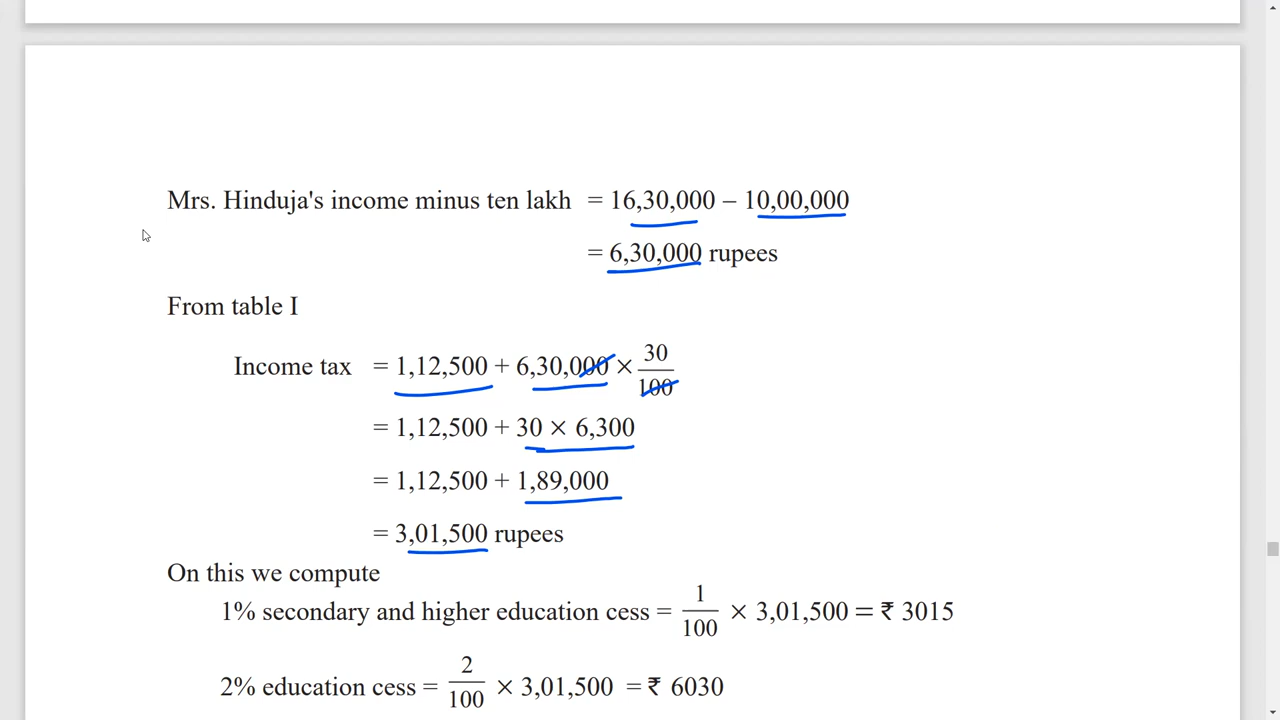 Mrs. Hinduja's income minus ten lakh = 16,30,000 – 10,00,000
= 6,30,000 rupees
From table I
Income tax = 1,12,500 + 6,30,000 × 30/100
= 1,12,500 + 30 × 6,300
= 1,12,500 + 1,89,000
= 3,01,500 rupees
On this we compute
1% secondary and higher education cess = 1/100 × 3,01,500 = ₹ 3015
2% education cess = 2/100 × 3,01,500 = ₹ 6030